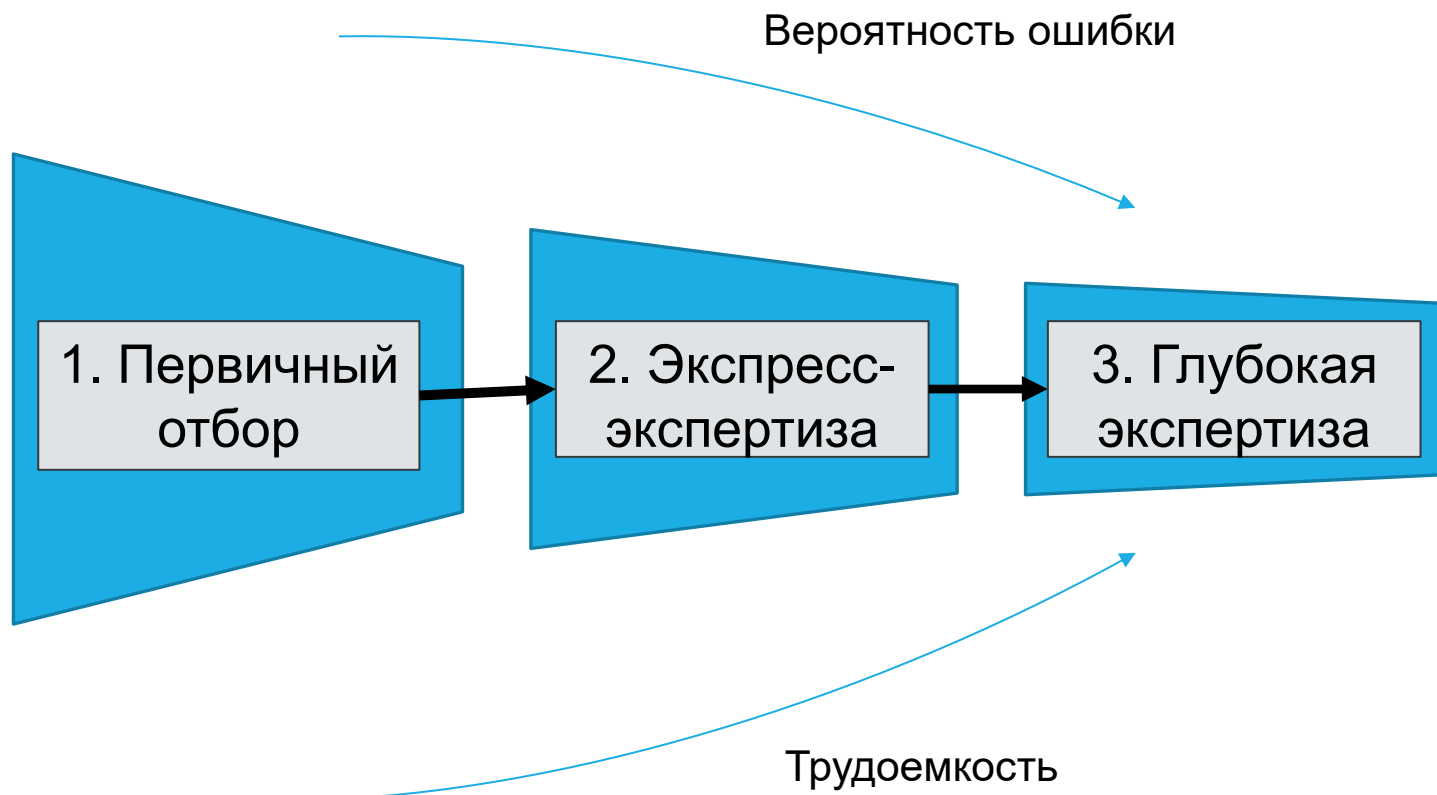 Вероятность ошибки
1. Первичный
отбор
2. Экспресс-
экспертиза
3. Глубокая
экспертиза
Трудоемкость